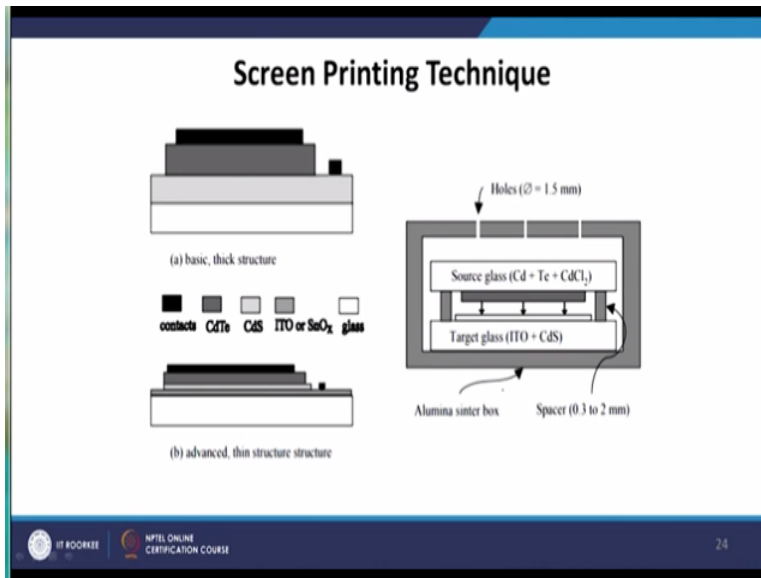 Screen Printing Technique
(a) basic, thick structure
contacts CdTe CdS ITO or SnOx glass
(b) advanced, thin structure structure
Holes (Ø = 1.5 mm)
Source glass (Cd + Te + CdCl₂)
Target glass (ITO + CdS)
Alumina sinter box
Spacer (0.3 to 2 mm)
IIT ROORKEE
NPTEL ONLINE
CERTIFICATION COURSE
24